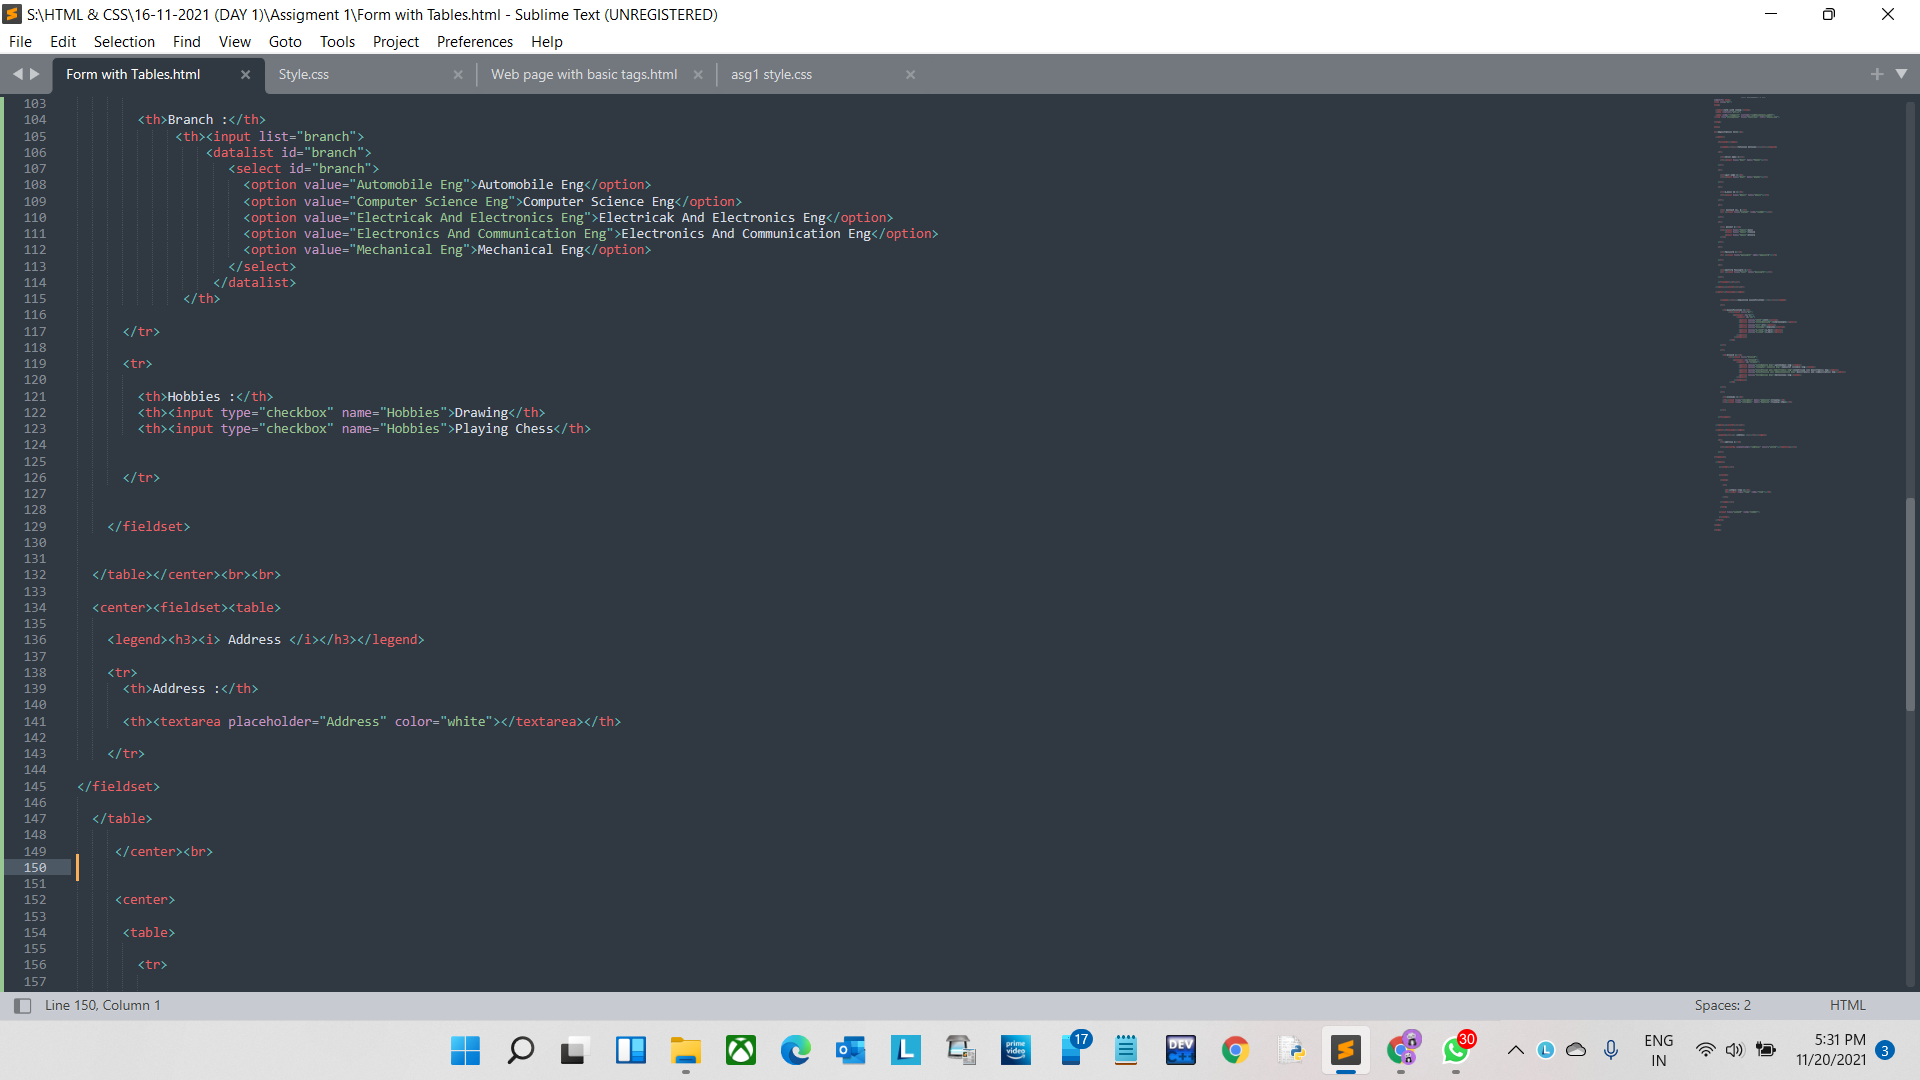 S:\HTML & CSS\16-11-2021 (DAY 1)\Assigment 1\Form with Tables.html - Sublime Text (UNREGISTERED)
File Edit Selection Find View Goto Tools Project Preferences Help
Form with Tables.html Style.css Web page with basic tags.html asg1 style.css
103
104 <th>Branch :</th>
105 <th><input list="branch">
106 <datalist id="branch">
107 <select id="branch">
108 <option value="Automobile Eng">Automobile Eng</option>
109 <option value="Computer Science Eng">Computer Science Eng</option>
110 <option value="Electricak And Electronics Eng">Electricak And Electronics Eng</option>
111 <option value="Electronics And Communication Eng">Electronics And Communication Eng</option>
112 <option value="Mechanical Eng">Mechanical Eng</option>
113 </select>
114 </datalist>
115 </th>
116
117 </tr>
118
119 <tr>
120
121 <th>Hobbies :</th>
122 <th><input type="checkbox" name="Hobbies">Drawing</th>
123 <th><input type="checkbox" name="Hobbies">Playing Chess</th>
124
125
126 </tr>
127
128
129 </fieldset>
130
131
132 </table></center><br><br>
133
134 <center><fieldset><table>
135
136 <legend><h3><i> Address </i></h3></legend>
137
138 <tr>
139 <th>Address :</th>
140
141 <th><textarea placeholder="Address" color="white"></textarea></th>
142
143 </tr>
144
145 </fieldset>
146
147 </table>
148
149 </center><br>
150
151
152 <center>
153
154 <table>
155
156 <tr>
157
Line 150, Column 1 Spaces: 2 HTML
prime video
17
DEV C++
30
L
ENG
IN
5:31 PM
11/20/2021
3